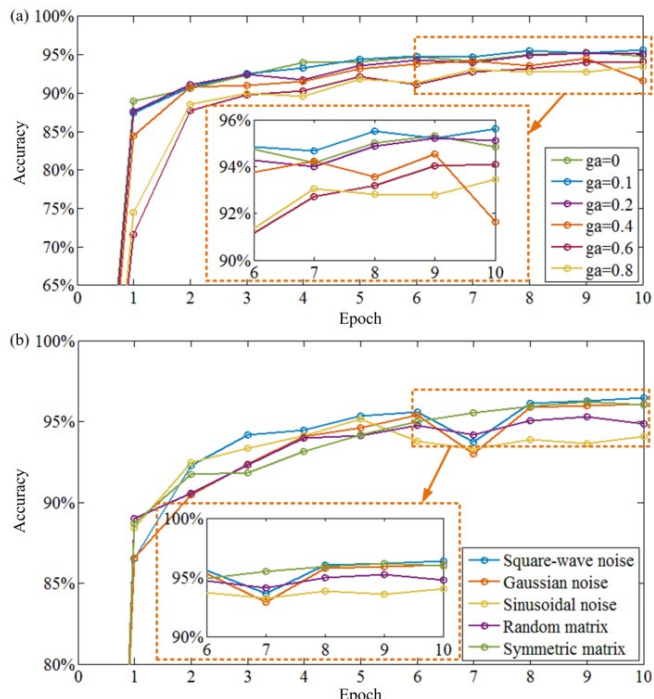 (a)
100%
95%
90%
85%
80%
75%
70%
65%
Accuracy
96%
94%
92%
90%
6 7 8 9 10
ga=0
ga=0.1
ga=0.2
ga=0.4
ga=0.6
ga=0.8
0 1 2 3 4 5 6 7 8 9 10
Epoch
(b)
100%
95%
90%
85%
80%
Accuracy
100%
95%
90%
6 7 8 9 10
Square-wave noise
Gaussian noise
Sinusoidal noise
Random matrix
Symmetric matrix
0 1 2 3 4 5 6 7 8 9 10
Epoch